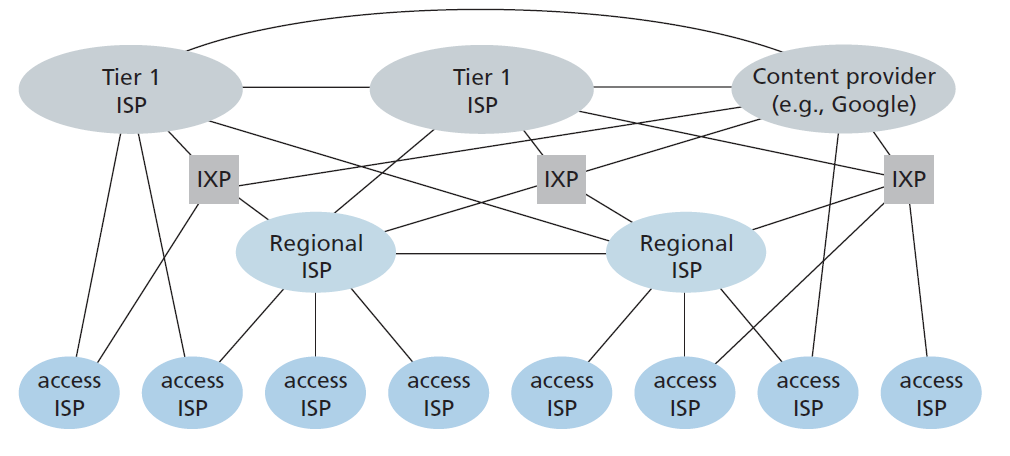 Tier 1
ISP
Tier 1
ISP
Content provider
(e.g., Google)
IXP
IXP
IXP
Regional
ISP
Regional
ISP
access
ISP
access
ISP
access
ISP
access
ISP
access
ISP
access
ISP
access
ISP
access
ISP